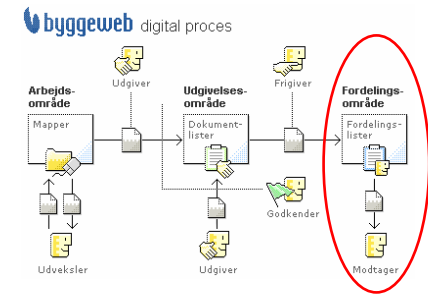 byggeweb digital proces
Udgiver
Frigiver
Arbejds-
område
Udgivelses-
område
Fordelings-
område
Mapper
Dokument-
lister
Fordelings-
lister
Godkender
Udveksler
Udgiver
Modtager